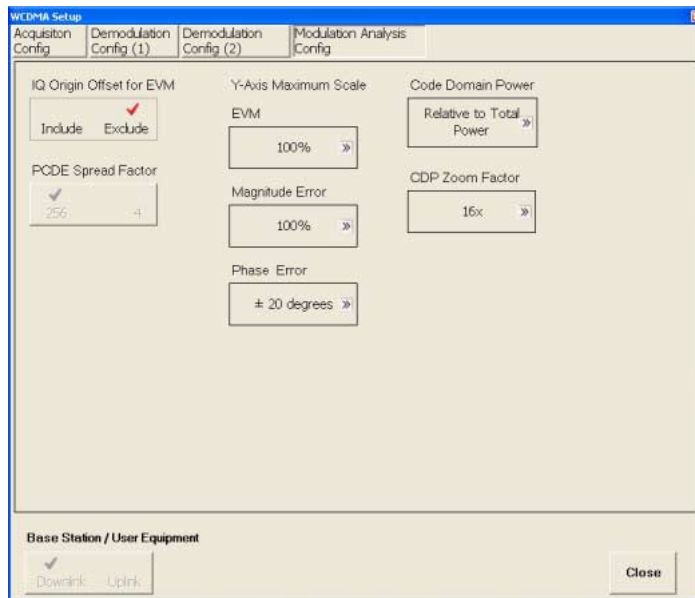 WCDMA Setup
Acquisiton
Config
Demodulation
Config (1)
Demodulation
Config (2)
Modulation Analysis
Config
IQ Origin Offset for EVM
Include Exclude
PCDE Spread Factor
256 4
Y-Axis Maximum Scale
EVM
100%
Magnitude Error
100%
Phase Error
± 20 degrees
Code Domain Power
Relative to Total
Power
CDP Zoom Factor
16x
Base Station / User Equipment
Downlink Uplink
Close